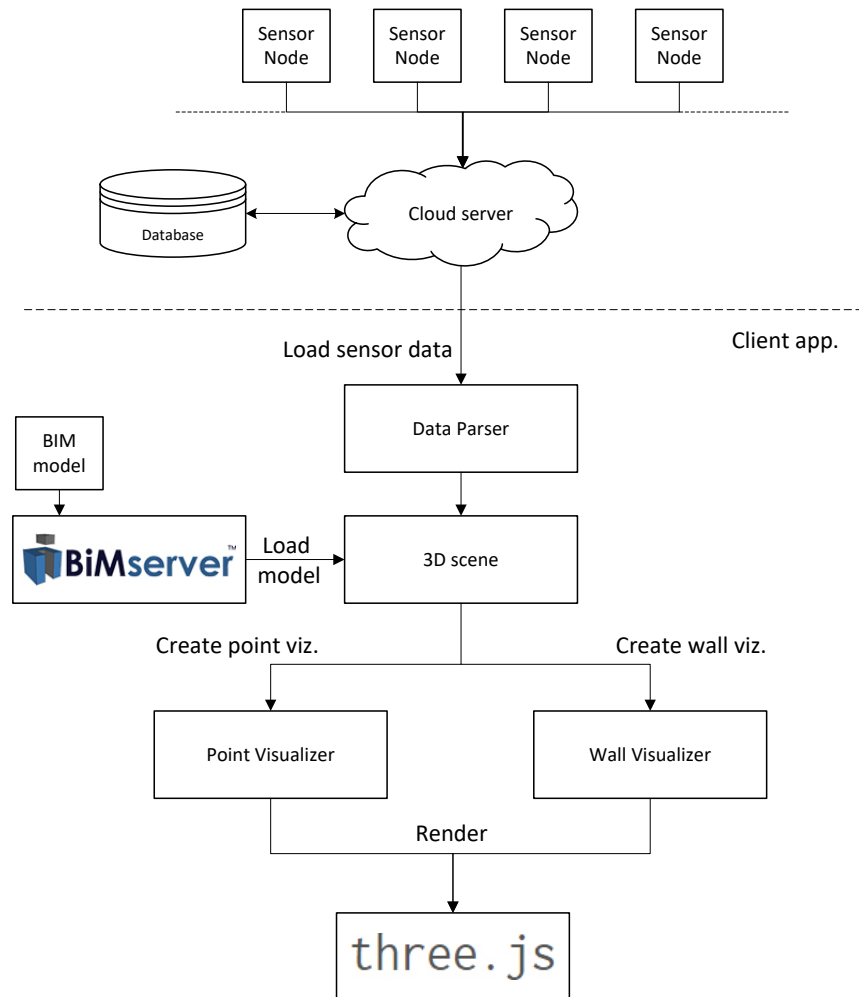 Sensor
Node
Sensor
Node
Sensor
Node
Sensor
Node
Cloud server
Database
Client app.
Load sensor data
Data Parser
BIM
model
BiMserver™
Load
model
3D scene
Create point viz.
Create wall viz.
Point Visualizer
Wall Visualizer
Render
three.js